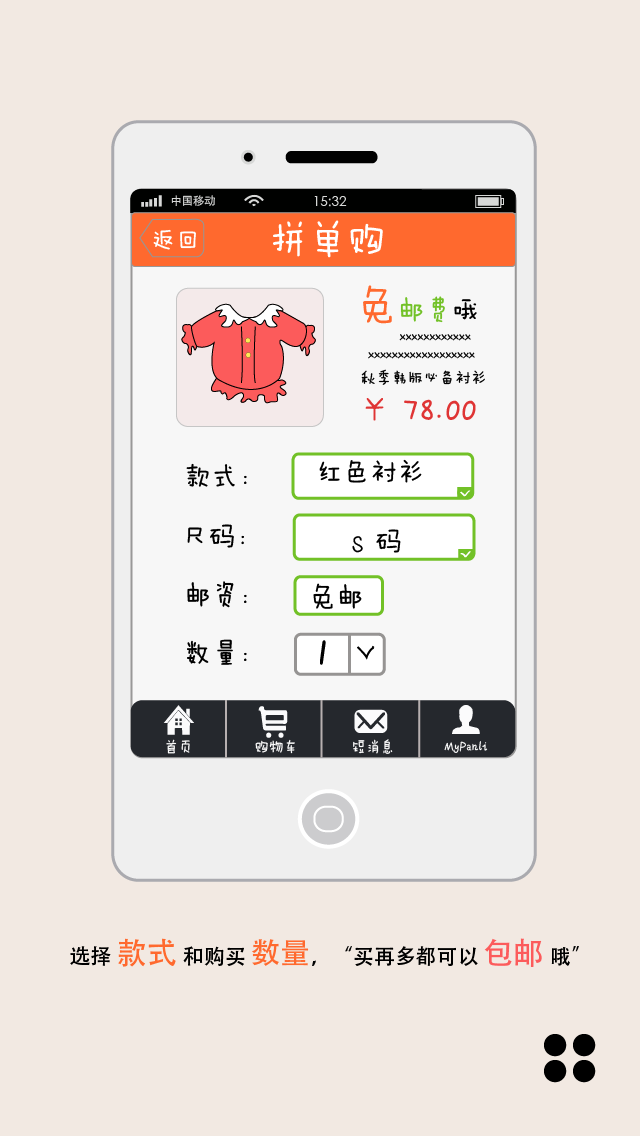 中国移动 15:32
返回 拼单购
免邮费哦
xxxxxxxxxxxx
xxxxxxxxxxxxxxxxxx
秋季韩版必备衬衫
¥ 78.00
款式: 红色衬衫
尺码: S 码
邮资: 免邮
数量: 1
首页 购物车 短消息 MyPanli
选择 款式 和购买 数量, “买再多都可以 包邮 哦”